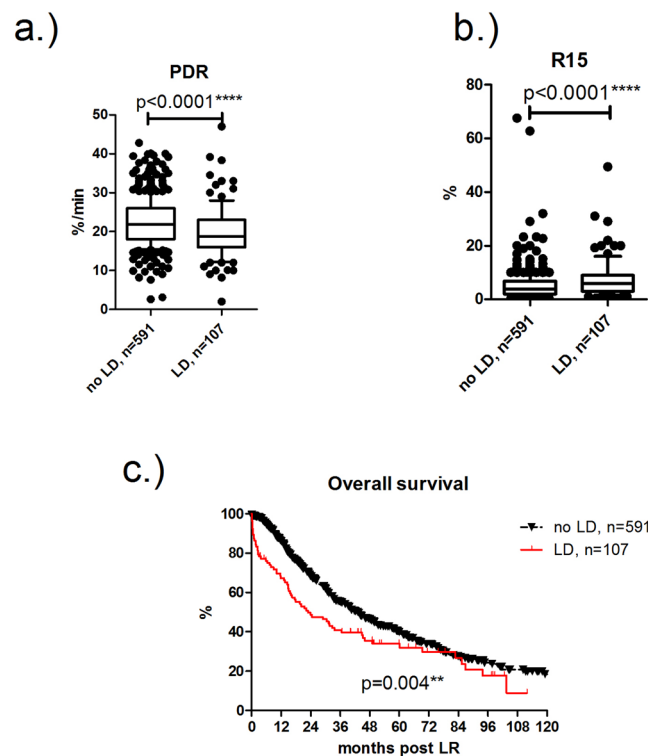 a.)
PDR
p<0.0001 ****
50
40
30
20
10
0
%/min
no LD, n=591
LD, n=107
b.)
R15
p<0.0001 ****
80
60
40
20
0
%
no LD, n=591
LD, n=107
c.)
Overall survival
100
80
60
40
20
0
%
no LD, n=591
LD, n=107
p=0.004**
0 12 24 36 48 60 72 84 96 108 120
months post LR